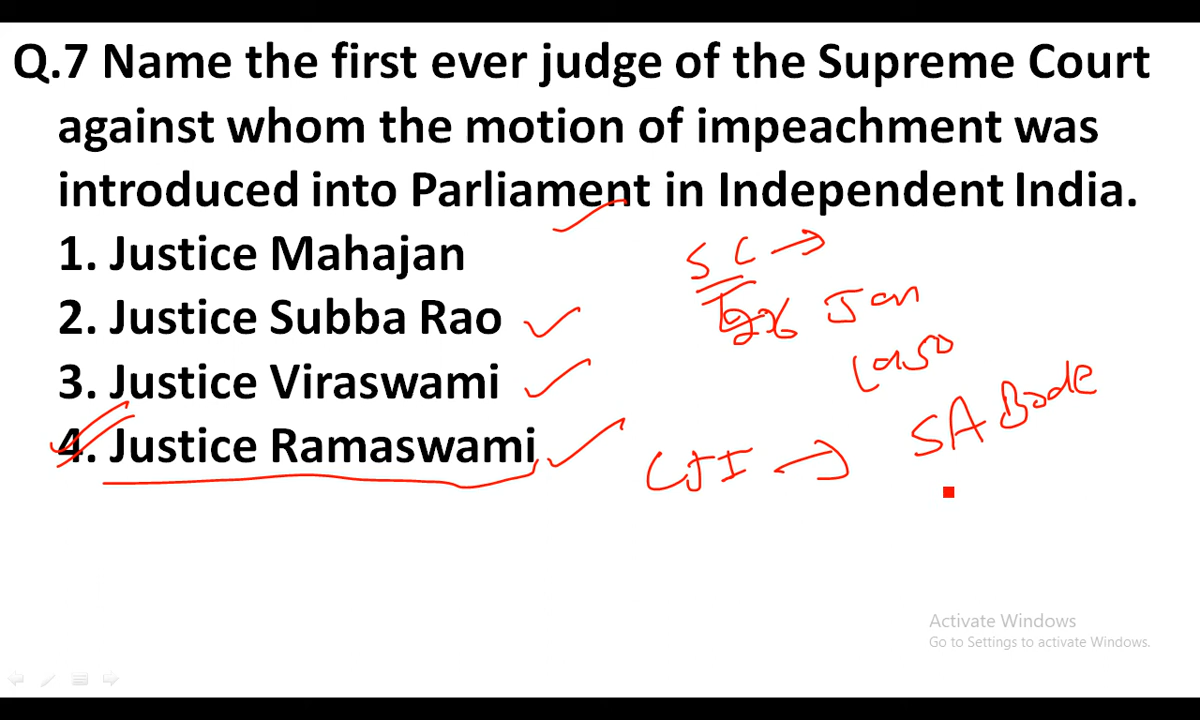 Q.7 Name the first ever judge of the Supreme Court
against whom the motion of impeachment was
introduced into Parliament in Independent India.
1. Justice Mahajan
2. Justice Subba Rao
3. Justice Viraswami
4. Justice Ramaswami
SC →
26 Jan
1950
CJI → SA Bode
Activate Windows
Go to Settings to activate Windows.